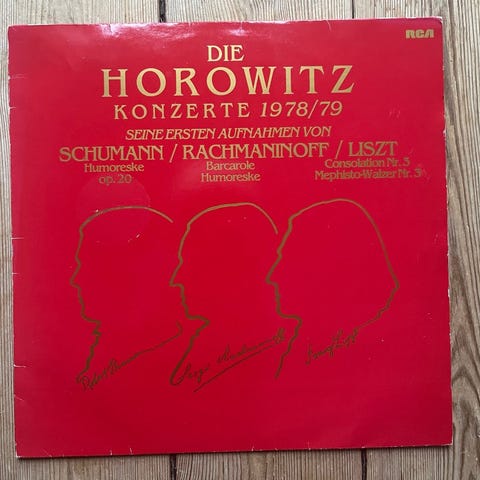 RCA
DIE
HOROWITZ
KONZERTE 1978/79
SEINE ERSTEN AUFNAHMEN VON
SCHUMANN / RACHMANINOFF / LISZT
Humoreske Barcarole Consolation Nr. 3
op. 20 Humoreske Mephisto-Walzer Nr. 3